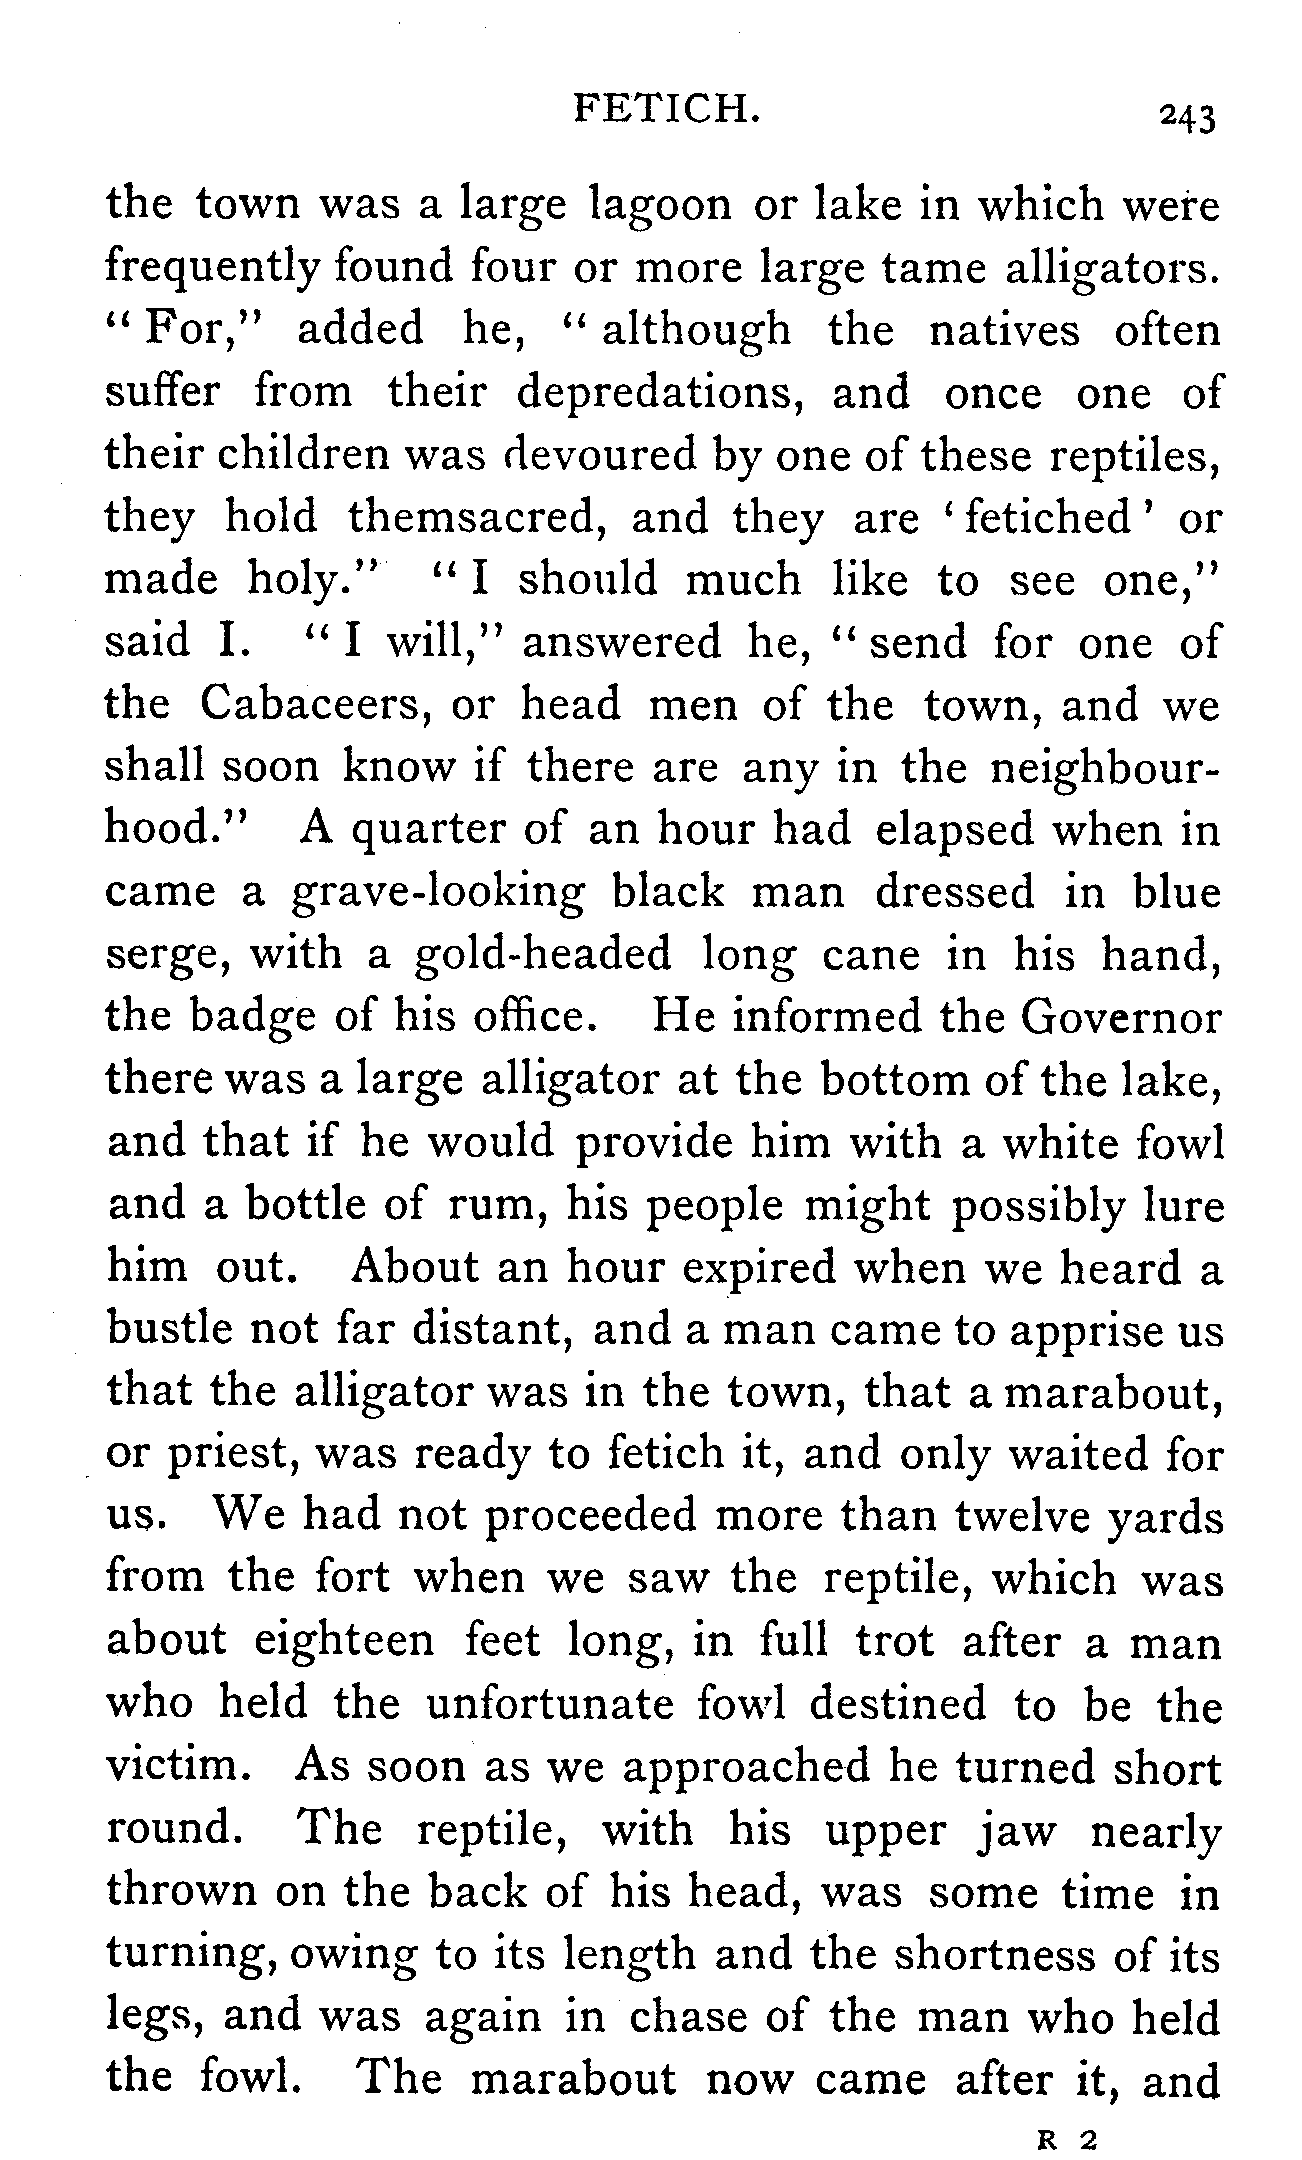 FETICH. 243
the town was a large lagoon or lake in which were
frequently found four or more large tame alligators.
" For," added he, " although the natives often
suffer from their depredations, and once one of
their children was devoured by one of these reptiles,
they hold themsacred, and they are ' fetiched ' or
made holy." " I should much like to see one,"
said I. " I will," answered he, " send for one of
the Cabaceers, or head men of the town, and we
shall soon know if there are any in the neighbour-
hood." A quarter of an hour had elapsed when in
came a grave-looking black man dressed in blue
serge, with a gold-headed long cane in his hand,
the badge of his office. He informed the Governor
there was a large alligator at the bottom of the lake,
and that if he would provide him with a white fowl
and a bottle of rum, his people might possibly lure
him out. About an hour expired when we heard a
bustle not far distant, and a man came to apprise us
that the alligator was in the town, that a marabout,
or priest, was ready to fetich it, and only waited for
us. We had not proceeded more than twelve yards
from the fort when we saw the reptile, which was
about eighteen feet long, in full trot after a man
who held the unfortunate fowl destined to be the
victim. As soon as we approached he turned short
round. The reptile, with his upper jaw nearly
thrown on the back of his head, was some time in
turning, owing to its length and the shortness of its
legs, and was again in chase of the man who held
the fowl. The marabout now came after it, and
R 2